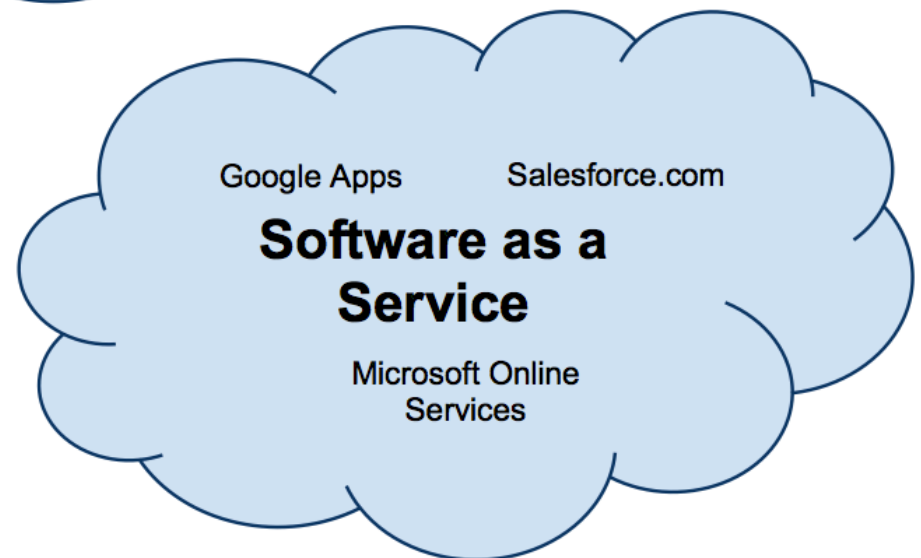 Google Apps
Salesforce.com
Software as a
Service
Microsoft Online
Services